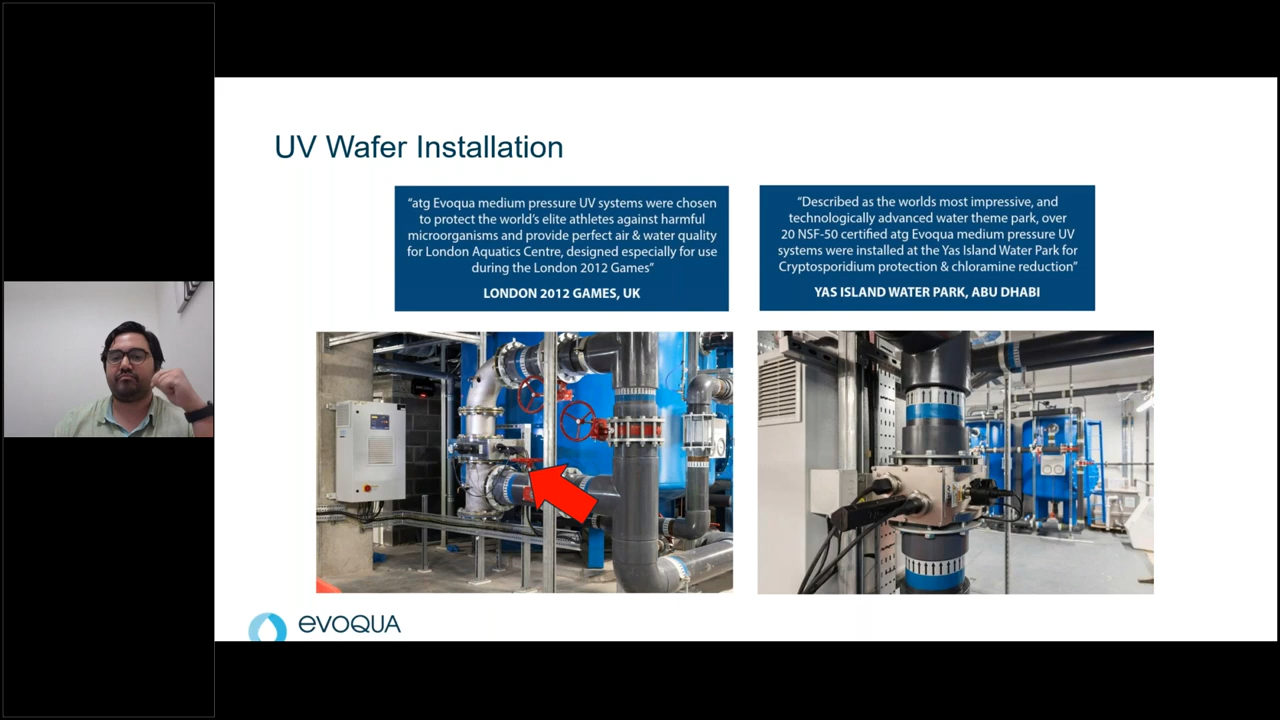 UV Wafer Installation
“atg Evoqua medium pressure UV systems were chosen
to protect the world’s elite athletes against harmful
microorganisms and provide perfect air & water quality
for London Aquatics Centre, designed especially for use
during the London 2012 Games”
LONDON 2012 GAMES, UK
“Described as the worlds most impressive, and
technologically advanced water theme park, over
20 NSF-50 certified atg Evoqua medium pressure UV
systems were installed at the Yas Island Water Park for
Cryptosporidium protection & chloramine reduction”
YAS ISLAND WATER PARK, ABU DHABI
evoqua